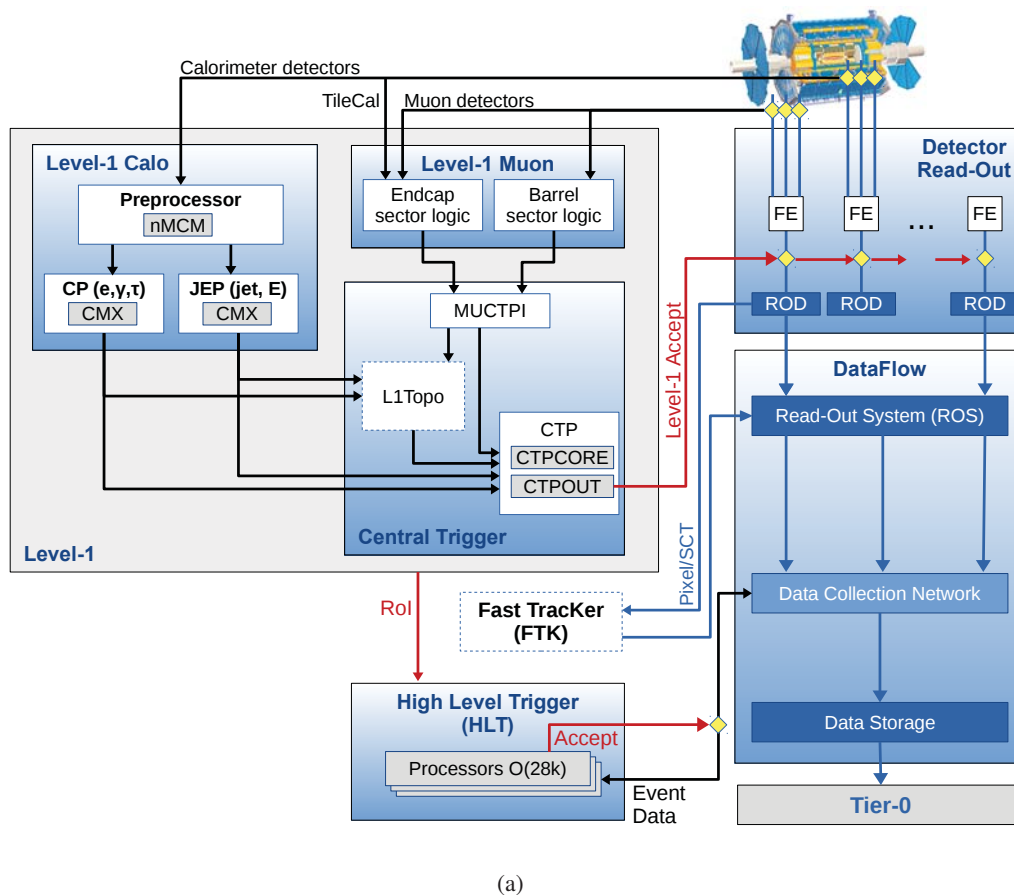 Calorimeter detectors
TileCal
Muon detectors
Level-1 Calo
Preprocessor
nMCM
CP (e,γ,τ)
CMX
JEP (jet, E)
CMX
Level-1 Muon
Endcap
sector logic
Barrel
sector logic
MUCTPI
L1Topo
CTP
CTPCORE
CTPOUT
Central Trigger
Level-1
Level-1 Accept
Detector
Read-Out
FE
FE
...
FE
ROD
ROD
ROD
DataFlow
Read-Out System (ROS)
Pixel/SCT
Data Collection Network
RoI
Fast TracKer
(FTK)
High Level Trigger
(HLT)
Accept
Processors O(28k)
Event
Data
Data Storage
Tier-0
(a)